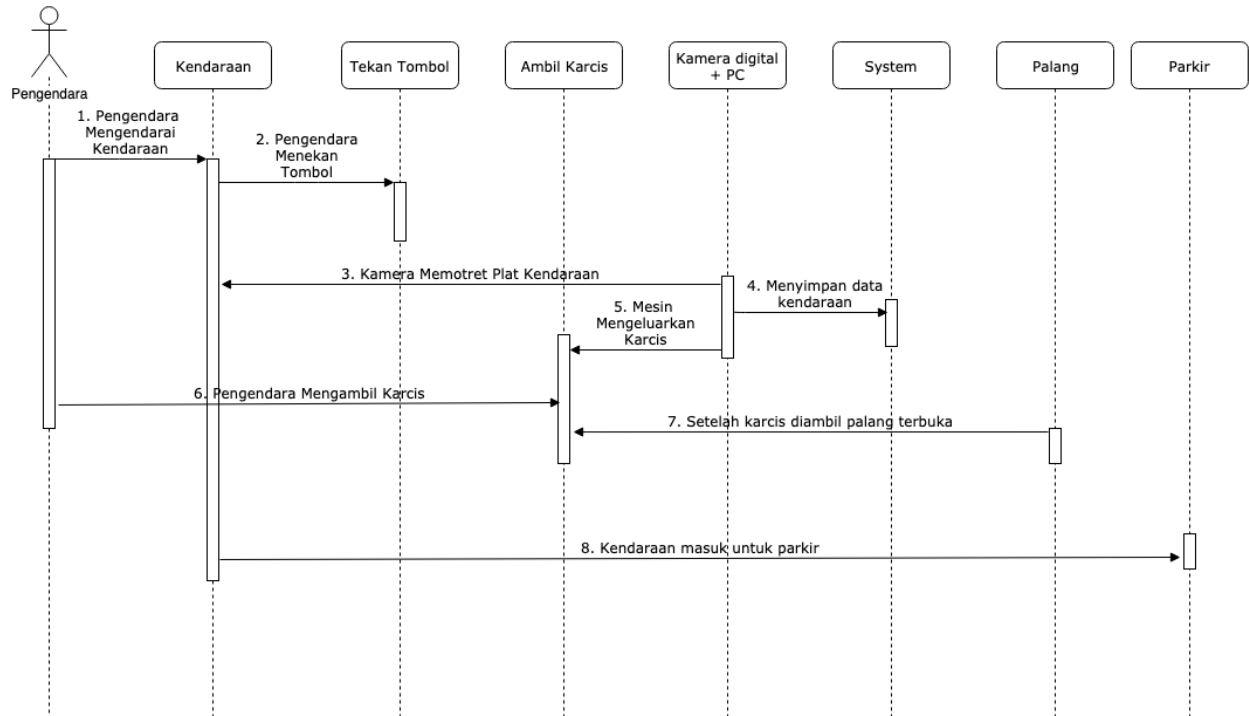 Pengendara
Kendaraan
Tekan Tombol
Ambil Karcis
Kamera digital
+ PC
System
Palang
Parkir
1. Pengendara
Mengendarai
Kendaraan
2. Pengendara
Menekan
Tombol
3. Kamera Memotret Plat Kendaraan
4. Menyimpan data
kendaraan
5. Mesin
Mengeluarkan
Karcis
6. Pengendara Mengambil Karcis
7. Setelah karcis diambil palang terbuka
8. Kendaraan masuk untuk parkir